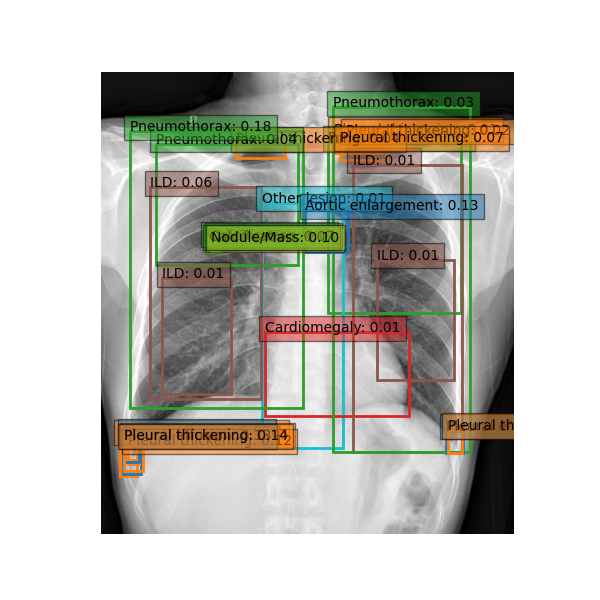 Pneumothorax: 0.03
Pneumothorax: 0.18
Pleural thickening: 0.07
Pneumothorax: 0.04
ILD: 0.01
ILD: 0.06
Other lesion: 0.01
Aortic enlargement: 0.13
Nodule/Mass: 0.10
ILD: 0.01
ILD: 0.01
Cardiomegaly: 0.01
Pleural th
Pleural thickening: 0.14